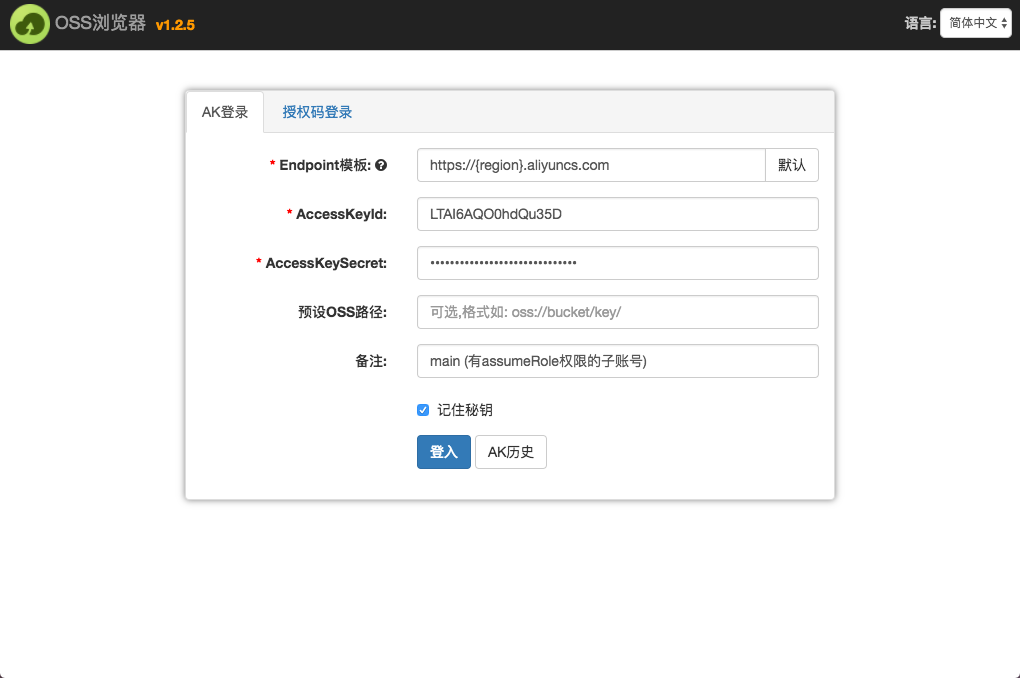 OSS浏览器 v1.2.5 语言: 简体中文
AK登录 授权码登录
* Endpoint模板: https://{region}.aliyuncs.com 默认
* AccessKeyId: LTAI6AQO0hdQu35D
* AccessKeySecret: ••••••••••••••••••••••••••••••
预设OSS路径: 可选,格式如: oss://bucket/key/
备注: main (有assumeRole权限的子账号)
记住秘钥
登入 AK历史